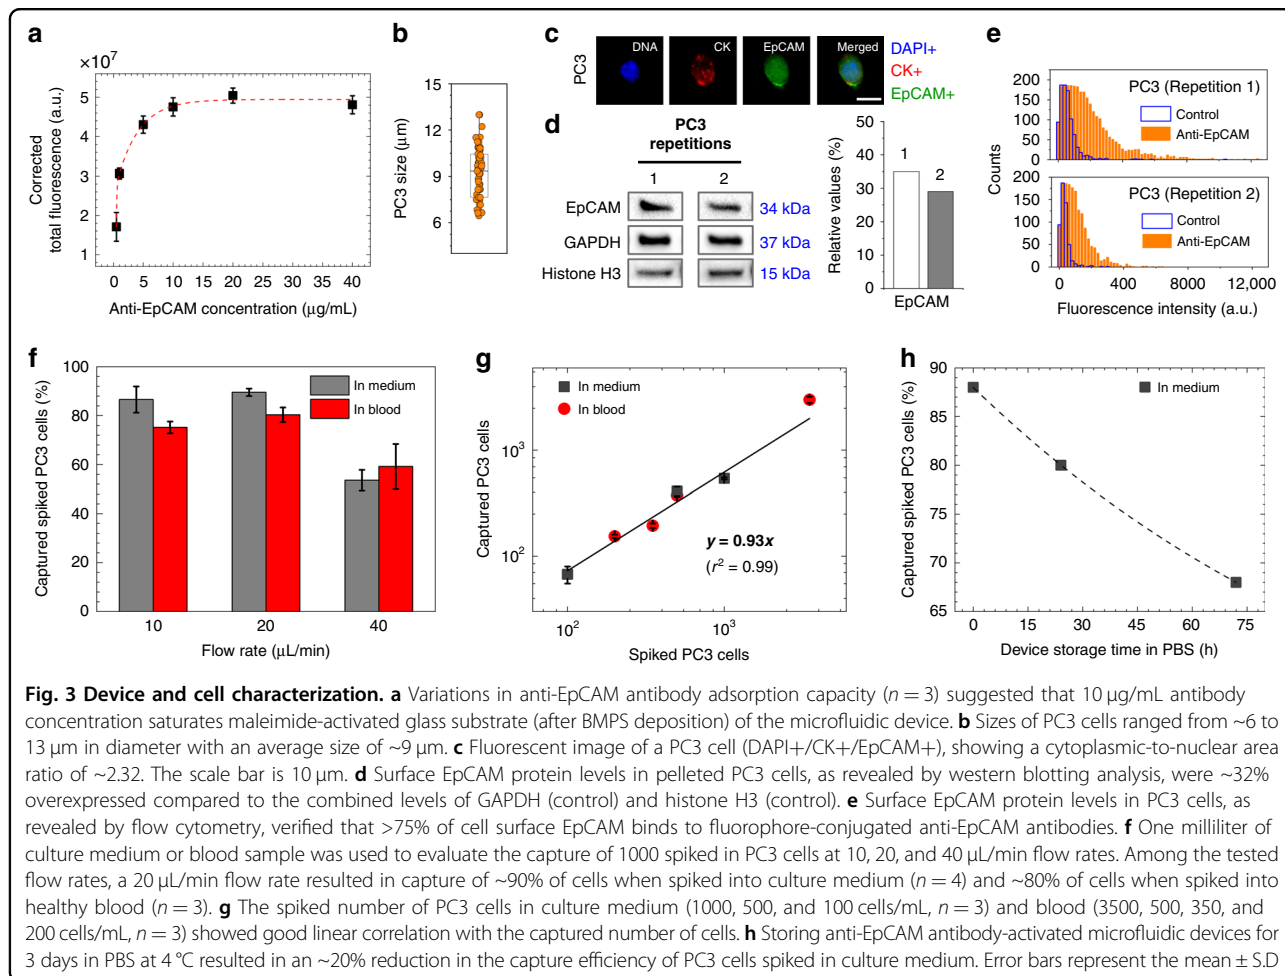 a
×10⁷
5
4
3
2
1
0
5
10
15
20
25
30
35
40
Corrected
total fluorescence (a.u.)
Anti-EpCAM concentration (μg/mL)
b
15
12
9
6
PC3 size (μm)
c
PC3
DNA
CK
EpCAM
Merged
DAPI+
CK+
EpCAM+
d
PC3
repetitions
1
2
EpCAM
34 kDa
GAPDH
37 kDa
Histone H3
15 kDa
Relative values (%)
40
30
20
10
0
1
2
EpCAM
e
PC3 (Repetition 1)
Control
Anti-EpCAM
200
150
100
50
0
PC3 (Repetition 2)
Control
Anti-EpCAM
200
150
100
50
0
Counts
0
4000
8000
12,000
Fluorescence intensity (a.u.)
f
100
80
60
40
20
0
Captured spiked PC3 cells (%)
In medium
In blood
10
20
40
Flow rate (μL/min)
g
In medium
In blood
10³
10²
Captured PC3 cells
y = 0.93x
(r² = 0.99)
10²
10³
Spiked PC3 cells
h
90
85
80
75
70
65
Captured spiked PC3 cells (%)
In medium
0
15
30
45
60
75
Device storage time in PBS (h)
Fig. 3 Device and cell characterization. a Variations in anti-EpCAM antibody adsorption capacity (n = 3) suggested that 10 μg/mL antibody
concentration saturates maleimide-activated glass substrate (after BMPS deposition) of the microfluidic device. b Sizes of PC3 cells ranged from ~6 to
13 μm in diameter with an average size of ~9 μm. c Fluorescent image of a PC3 cell (DAPI+/CK+/EpCAM+), showing a cytoplasmic-to-nuclear area
ratio of ~2.32. The scale bar is 10 μm. d Surface EpCAM protein levels in pelleted PC3 cells, as revealed by western blotting analysis, were ~32%
overexpressed compared to the combined levels of GAPDH (control) and histone H3 (control). e Surface EpCAM protein levels in PC3 cells, as
revealed by flow cytometry, verified that >75% of cell surface EpCAM binds to fluorophore-conjugated anti-EpCAM antibodies. f One milliliter of
culture medium or blood sample was used to evaluate the capture of 1000 spiked in PC3 cells at 10, 20, and 40 μL/min flow rates. Among the tested
flow rates, a 20 μL/min flow rate resulted in capture of ~90% of cells when spiked into culture medium (n = 4) and ~80% of cells when spiked into
healthy blood (n = 3). g The spiked number of PC3 cells in culture medium (1000, 500, and 100 cells/mL, n = 3) and blood (3500, 500, 350, and
200 cells/mL, n = 3) showed good linear correlation with the captured number of cells. h Storing anti-EpCAM antibody-activated microfluidic devices for
3 days in PBS at 4 °C resulted in an ~20% reduction in the capture efficiency of PC3 cells spiked in culture medium. Error bars represent the mean ± S.D